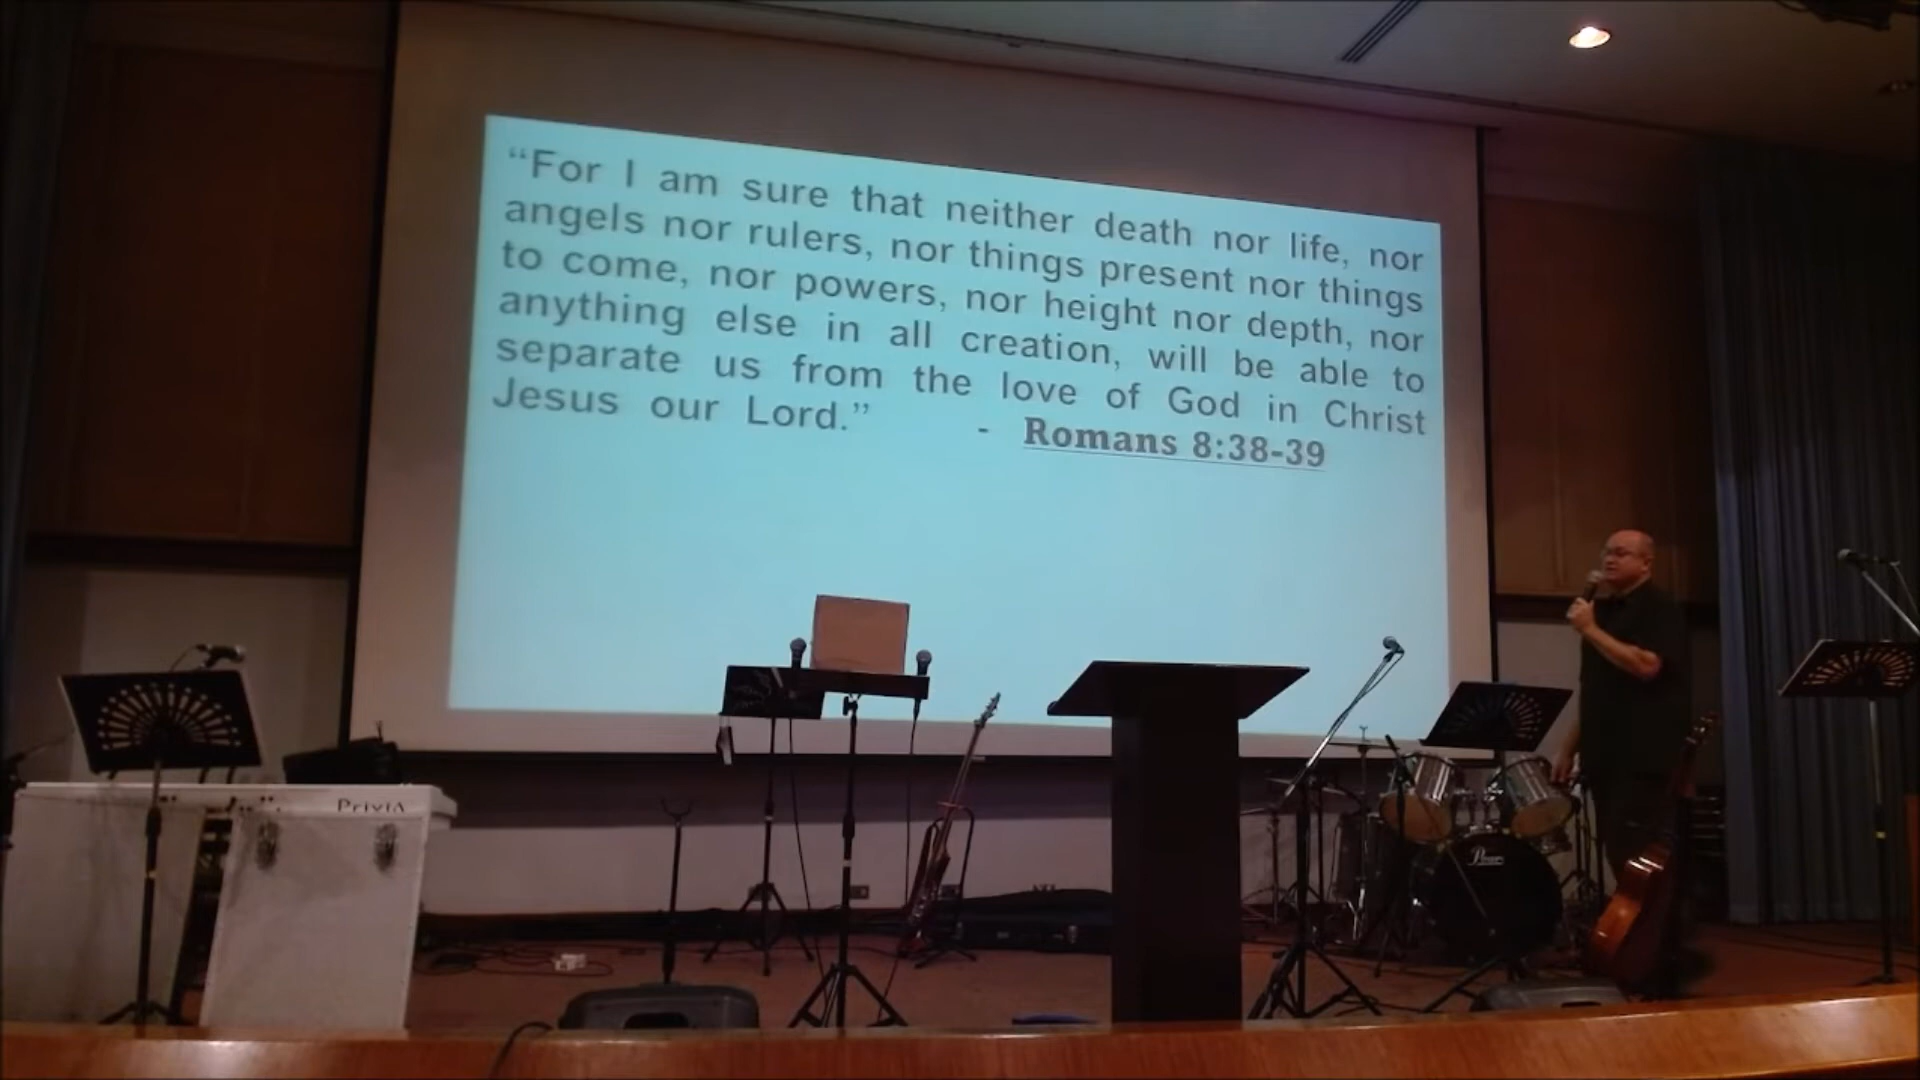 “For I am sure that neither death nor life, nor
angels nor rulers, nor things present nor things
to come, nor powers, nor height nor depth, nor
anything else in all creation, will be able to
separate us from the love of God in Christ
Jesus our Lord.” - Romans 8:38-39
Privia
Pearl